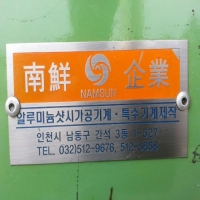 南鮮 企業
NAMSUN
알루미늄샷시가공기계·특수기계제작
인천시 남동구 간석 3동
TEL. 032)512-9676, 512-